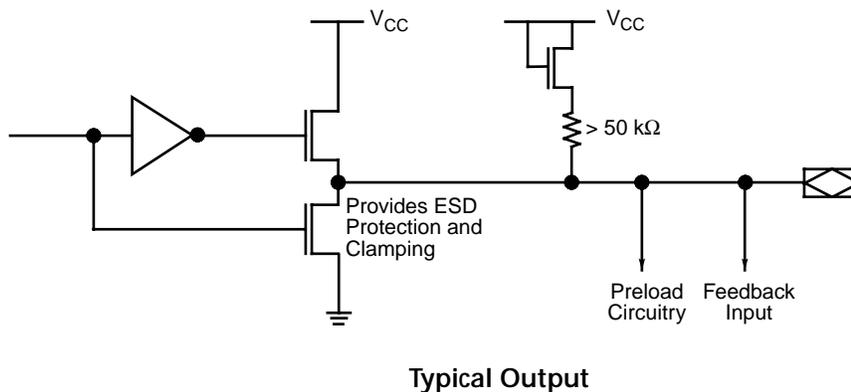 V_CC
V_CC
> 50 kΩ
Provides ESD
Protection and
Clamping
Preload
Circuitry
Feedback
Input
Typical Output